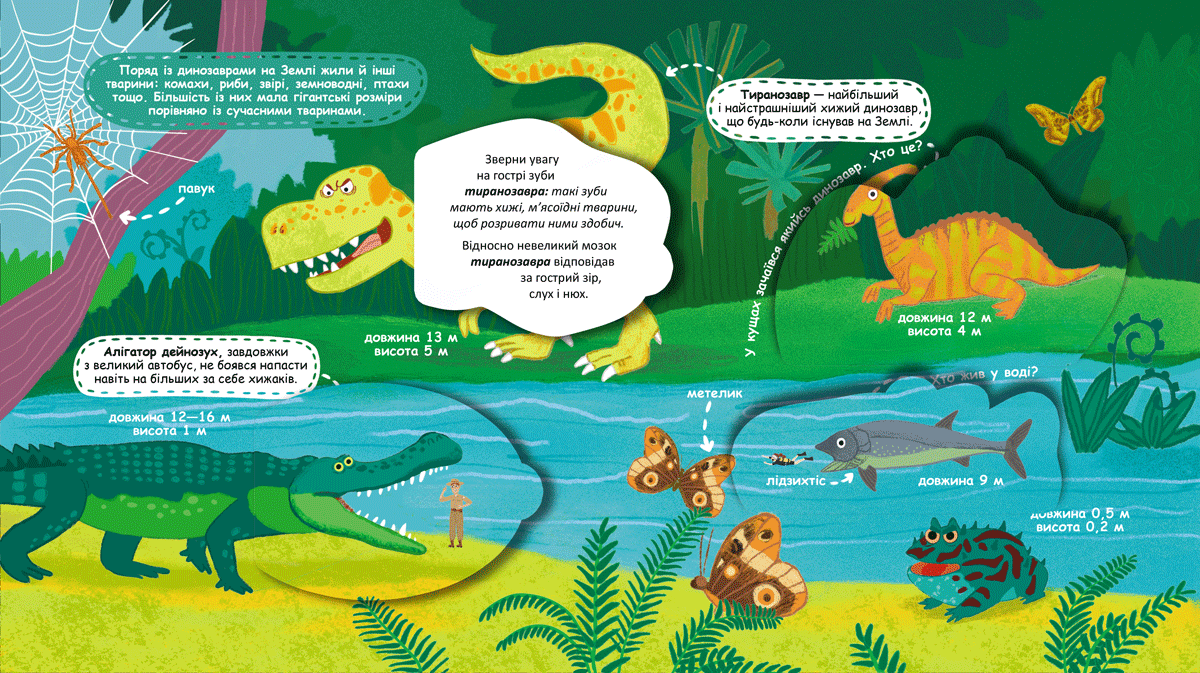 Поряд із динозаврами на Землі жили й інші
тварини: комахи, риби, звірі, земноводні, птахи
тощо. Більшість із них мала гігантські розміри
порівняно із сучасними тваринами.
павук
Тиранозавр — найбільший
і найстрашніший хижий динозавр,
що будь-коли існував на Землі.
Зверни увагу
на гострі зуби
тиранозавра: такі зуби
мають хижі, м’ясоїдні тварини,
щоб розривати ними здобич.
Відносно невеликий мозок
тиранозавра відповідав
за гострий зір,
слух і нюх.
довжина 13 м
висота 5 м
У кущах зачаївся якийсь динозавр. Хто це?
довжина 12 м
висота 4 м
Алігатор дейнозух, завдовжки
з великий автобус, не боявся напасти
навіть на більших за себе хижаків.
довжина 12—16 м
висота 1 м
метелик
Хто жив у воді?
лідзихтіс
довжина 9 м
довжина 0,5 м
висота 0,2 м